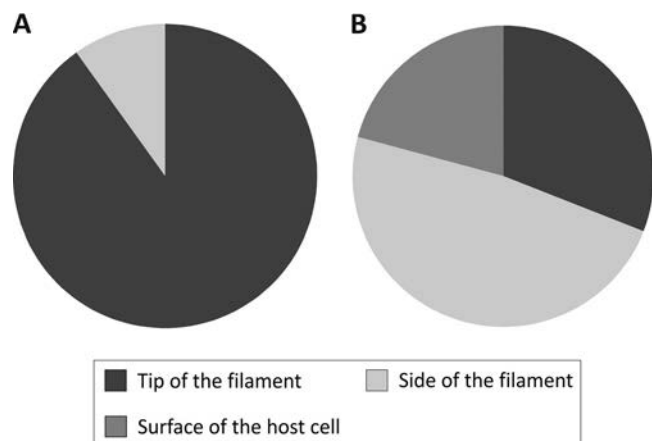 A
B
Tip of the filament
Side of the filament
Surface of the host cell